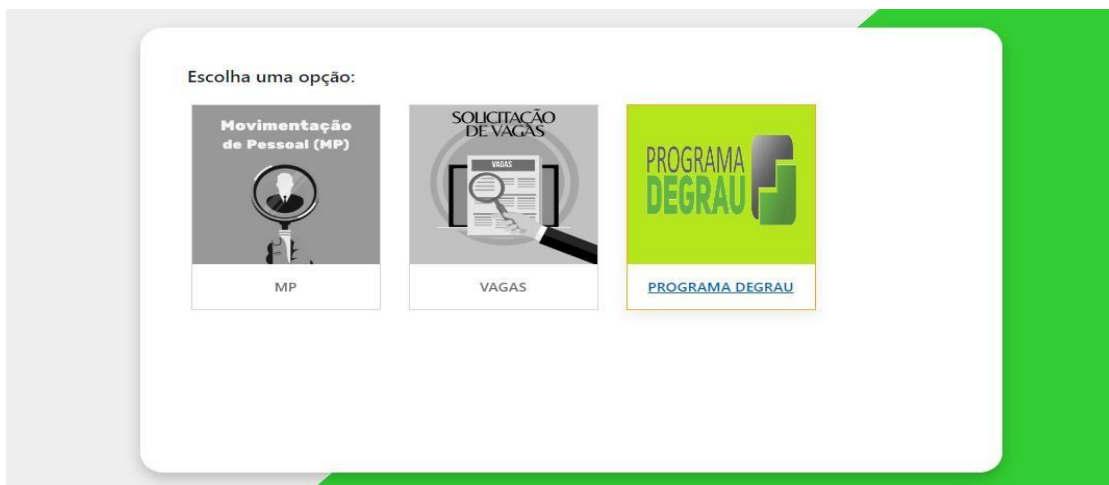 Escolha uma opção:
Movimentação
de Pessoal (MP)
MP
SOLICITAÇÃO
DE VAGAS
VAGAS
VAGAS
PROGRAMA
DEGRAU
PROGRAMA DEGRAU